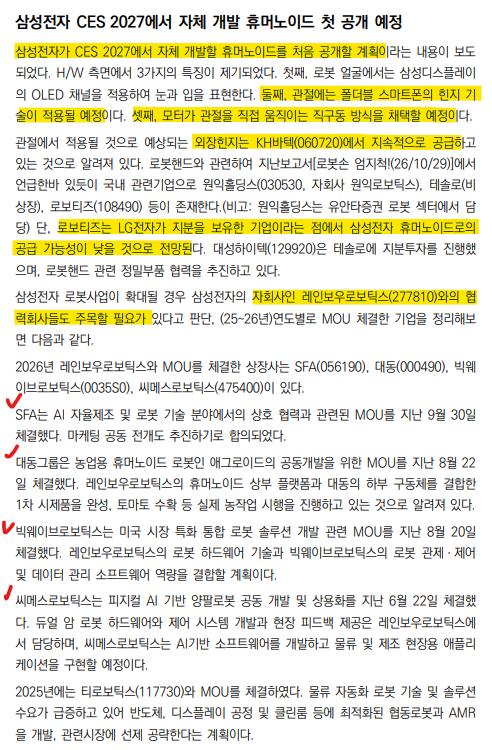 삼성전자 CES 2027에서 자체 개발 휴머노이드 첫 공개 예정
삼성전자가 CES 2027에서 자체 개발할 휴머노이드를 처음 공개할 계획이라는 내용이 보도
되었다. H/W 측면에서 3가지의 특징이 제기되었다. 첫째, 로봇 얼굴에서는 삼성디스플레이
의 OLED 채널을 적용하여 눈과 입을 표현한다. 둘째, 관절에는 폴더블 스마트폰의 힌지 기
술이 적용될 예정이다. 셋째, 모터가 관절을 직접 움직이는 직구동 방식을 채택할 예정이다.
관절에서 적용될 것으로 예상되는 외장힌지는 KH바텍(060720)에서 지속적으로 공급하고
있는 것으로 알려져 있다. 로봇핸드와 관련하여 지난보고서[로봇손 엄지척!(26/10/29)]에서
언급한바 있듯이 국내 관련기업으로 원익홀딩스(030530, 자회사 원익로보틱스), 테솔로(비
상장), 로보티즈(108490) 등이 존재한다.(비고: 원익홀딩스는 유안타증권 로봇 섹터에서 담
당) 단, 로보티즈는 LG전자가 지분을 보유한 기업이라는 점에서 삼성전자 휴머노이드로의
공급 가능성이 낮을 것으로 전망된다. 대성하이텍(129920)은 테솔로에 지분투자를 진행했
으며, 로봇핸드 관련 정밀부품 협력을 추진하고 있다.
삼성전자 로봇사업이 확대될 경우 삼성전자의 자회사인 레인보우로보틱스(277810)와의 협
력회사들도 주목할 필요가 있다고 판단, (25~26년)연도별로 MOU 체결한 기업을 정리해보
면 다음과 같다.
2026년 레인보우로보틱스와 MOU를 체결한 상장사는 SFA(056190), 대동(000490), 빅웨
이브로보틱스(0035S0), 씨메스로보틱스(475400)이 있다.
SFA는 AI 자율제조 및 로봇 기술 분야에서의 상호 협력과 관련된 MOU를 지난 9월 30일
체결했다. 마케팅 공동 전개도 추진하기로 합의되었다.
대동그룹은 농업용 휴머노이드 로봇인 애그로이드의 공동개발을 위한 MOU를 지난 8월 22
일 체결했다. 레인보우로보틱스의 휴머노이드 상부 플랫폼과 대동의 하부 구동체를 결합한
1차 시제품을 완성, 토마토 수확 등 실제 농작업 시행을 진행하고 있는 것으로 알려져 있다.
빅웨이브로보틱스는 미국 시장 특화 통합 로봇 솔루션 개발 관련 MOU를 지난 8월 20일
체결했다. 레인보우로보틱스의 로봇 하드웨어 기술과 빅웨이브로보틱스의 로봇 관제·제어
및 데이터 관리 소프트웨어 역량을 결합할 계획이다.
씨메스로보틱스는 피지컬 AI 기반 양팔로봇 공동 개발 및 상용화를 지난 6월 22일 체결했
다. 듀얼 암 로봇 하드웨어와 제어 시스템 개발과 현장 피드백 제공은 레인보우로보틱스에
서 담당하며, 씨메스로보틱스는 AI기반 소프트웨어를 개발하고 물류 및 제조 현장용 애플리
케이션을 구현할 예정이다.
2025년에는 티로보틱스(117730)와 MOU를 체결하였다. 물류 자동화 로봇 기술 및 솔루션
수요가 급증하고 있어 반도체, 디스플레이 공정 및 클린룸 등에 최적화된 협동로봇과 AMR
을 개발, 관련시장에 선제 공략한다는 계획이다.